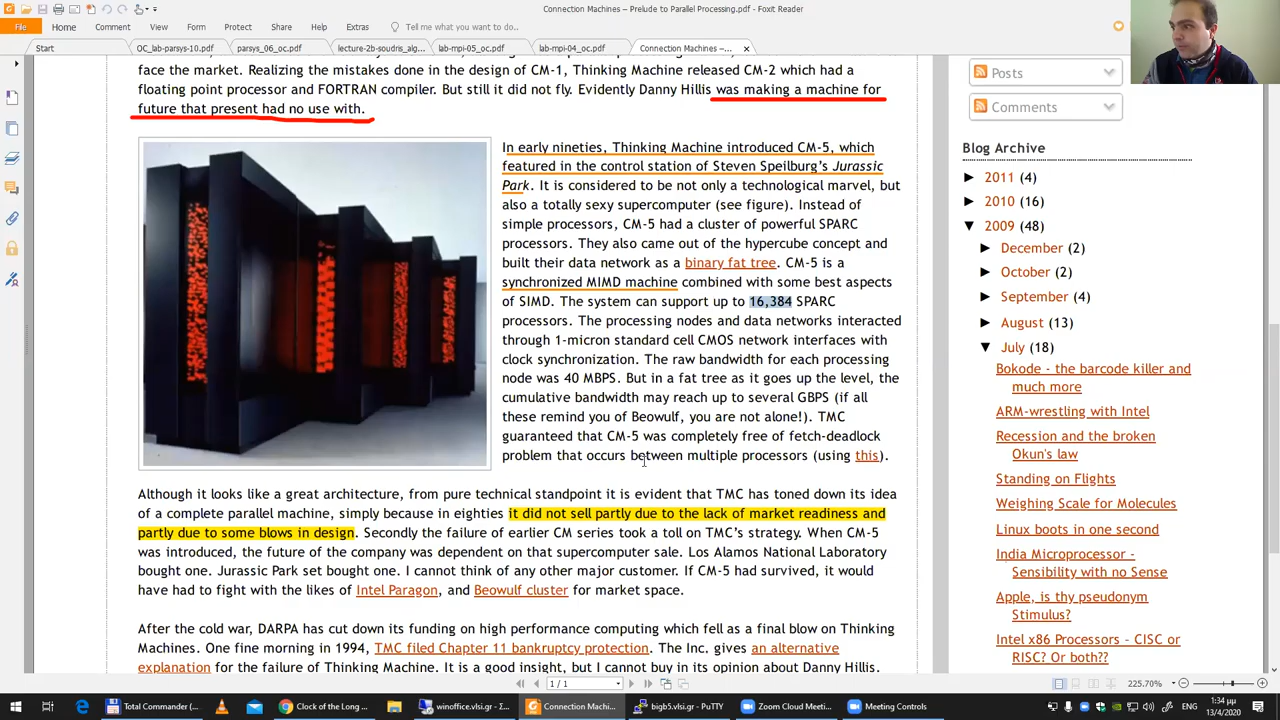 Connection Machines – Prelude to Parallel Processing.pdf - Foxit Reader
File
Home
Comment
View
Form
Protect
Share
Help
Extras
Tell me what you want to do..
Start
OC_lab-parsys-10.pdf
parsys_06_oc.pdf
lecture-2b-soudris_alg...
lab-mpi-05_oc.pdf
lab-mpi-04_oc.pdf
Connection Machines –...
face the market. Realizing the mistakes done in the design of CM-1, Thinking Machine released CM-2 which had a
floating point processor and FORTRAN compiler. But still it did not fly. Evidently Danny Hillis was making a machine for
future that present had no use with.
In early nineties, Thinking Machine introduced CM-5, which
featured in the control station of Steven Speilburg's Jurassic
Park. It is considered to be not only a technological marvel, but
also a totally sexy supercomputer (see figure). Instead of
simple processors, CM-5 had a cluster of powerful SPARC
processors. They also came out of the hypercube concept and
built their data network as a binary fat tree. CM-5 is a
synchronized MIMD machine combined with some best aspects
of SIMD. The system can support up to 16,384 SPARC
processors. The processing nodes and data networks interacted
through 1-micron standard cell CMOS network interfaces with
clock synchronization. The raw bandwidth for each processing
node was 40 MBPS. But in a fat tree as it goes up the level, the
cumulative bandwidth may reach up to several GBPS (if all
these remind you of Beowulf, you are not alone!). TMC
guaranteed that CM-5 was completely free of fetch-deadlock
problem that occurs between multiple processors (using this).
Although it looks like a great architecture, from pure technical standpoint it is evident that TMC has toned down its idea
of a complete parallel machine, simply because in eighties it did not sell partly due to the lack of market readiness and
partly due to some blows in design. Secondly the failure of earlier CM series took a toll on TMC's strategy. When CM-5
was introduced, the future of the company was dependent on that supercomputer sale. Los Alamos National Laboratory
bought one. Jurassic Park set bought one. I cannot think of any other major customer. If CM-5 had survived, it would
have had to fight with the likes of Intel Paragon, and Beowulf cluster for market space.
After the cold war, DARPA has cut down its funding on high performance computing which fell as a final blow on Thinking
Machines. One fine morning in 1994, TMC filed Chapter 11 bankruptcy protection. The Inc. gives an alternative
explanation for the failure of Thinking Machine. It is a good insight, but I cannot buy in its opinion about Danny Hillis.
Posts
Comments
Blog Archive
► 2011 (4)
► 2010 (16)
▼ 2009 (48)
► December (2)
► October (2)
► September (4)
► August (13)
▼ July (18)
Bokode - the barcode killer and
much more
ARM-wrestling with Intel
Recession and the broken
Okun's law
Standing on Flights
Weighing Scale for Molecules
Linux boots in one second
India Microprocessor -
Sensibility with no Sense
Apple, is thy pseudonym
Stimulus?
Intel x86 Processors – CISC or
RISC? Or both??
1 / 1
225.70%
Total Commander (...
Clock of the Long ...
winoffice.vlsi.gr - Σ...
Connection Machi...
bigb5.vlsi.gr - PuTTY
Zoom Cloud Meeti...
Meeting Controls
1:34 μμ
13/4/2020